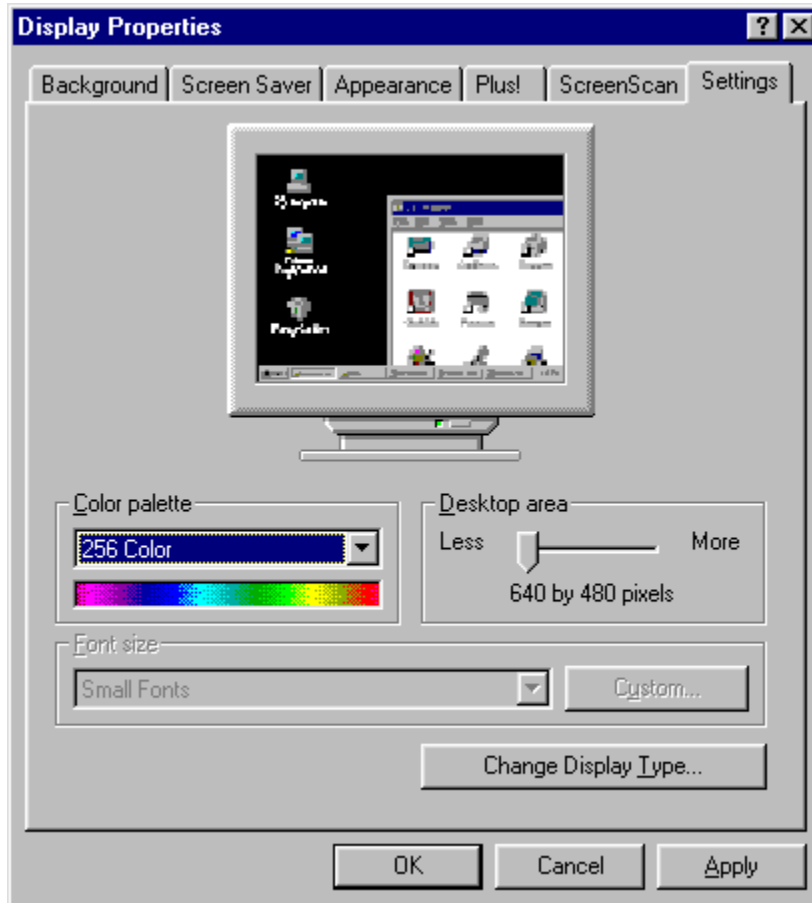 Display Properties
Background Screen Saver Appearance Plus! ScreenScan Settings
Color palette
256 Color
Desktop area
Less More
640 by 480 pixels
Font size
Small Fonts Custom...
Change Display Type...
OK Cancel Apply